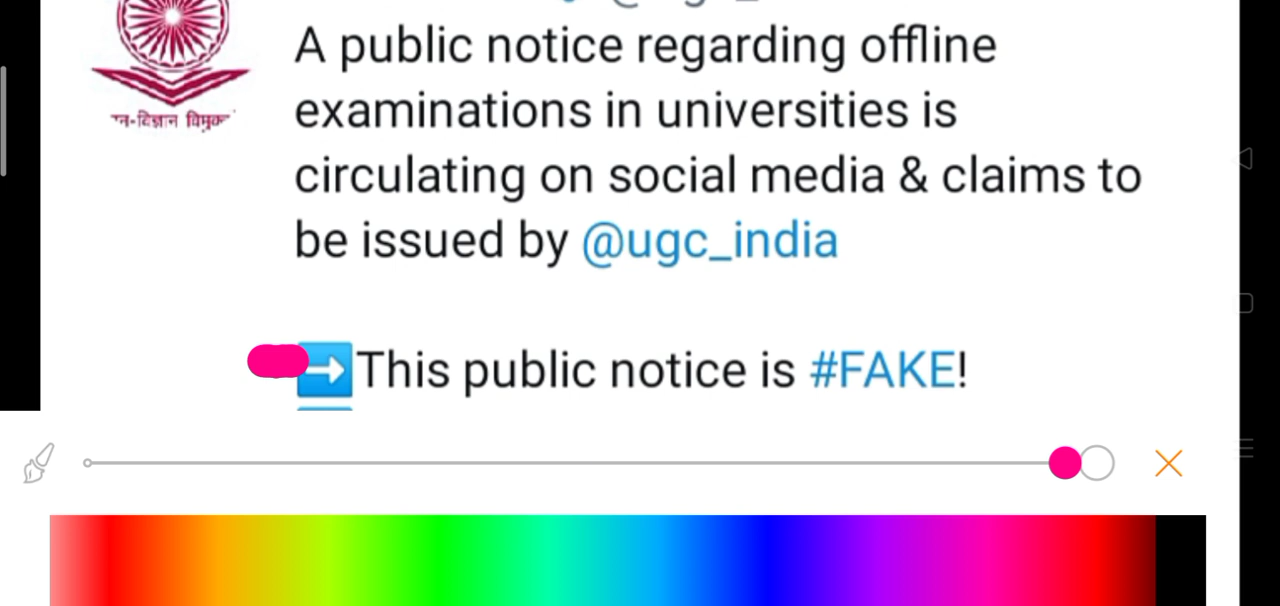 A public notice regarding offline
examinations in universities is
circulating on social media & claims to
be issued by @ugc_india
➡This public notice is #FAKE!